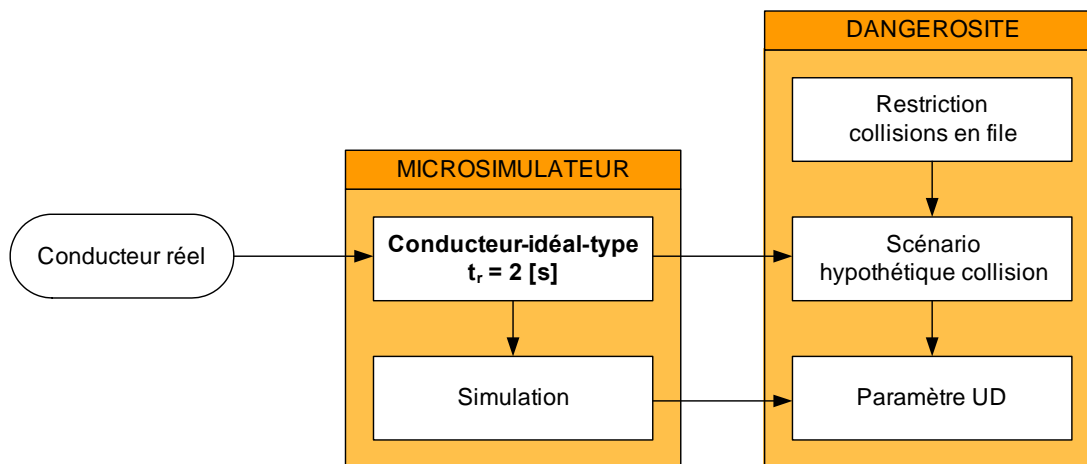 DANGEROSITE
Restriction
collisions en file
MICROSIMULATEUR
Conducteur réel
Conducteur-idéal-type
tᵣ = 2 [s]
Scénario
hypothétique collision
Simulation
Paramètre UD